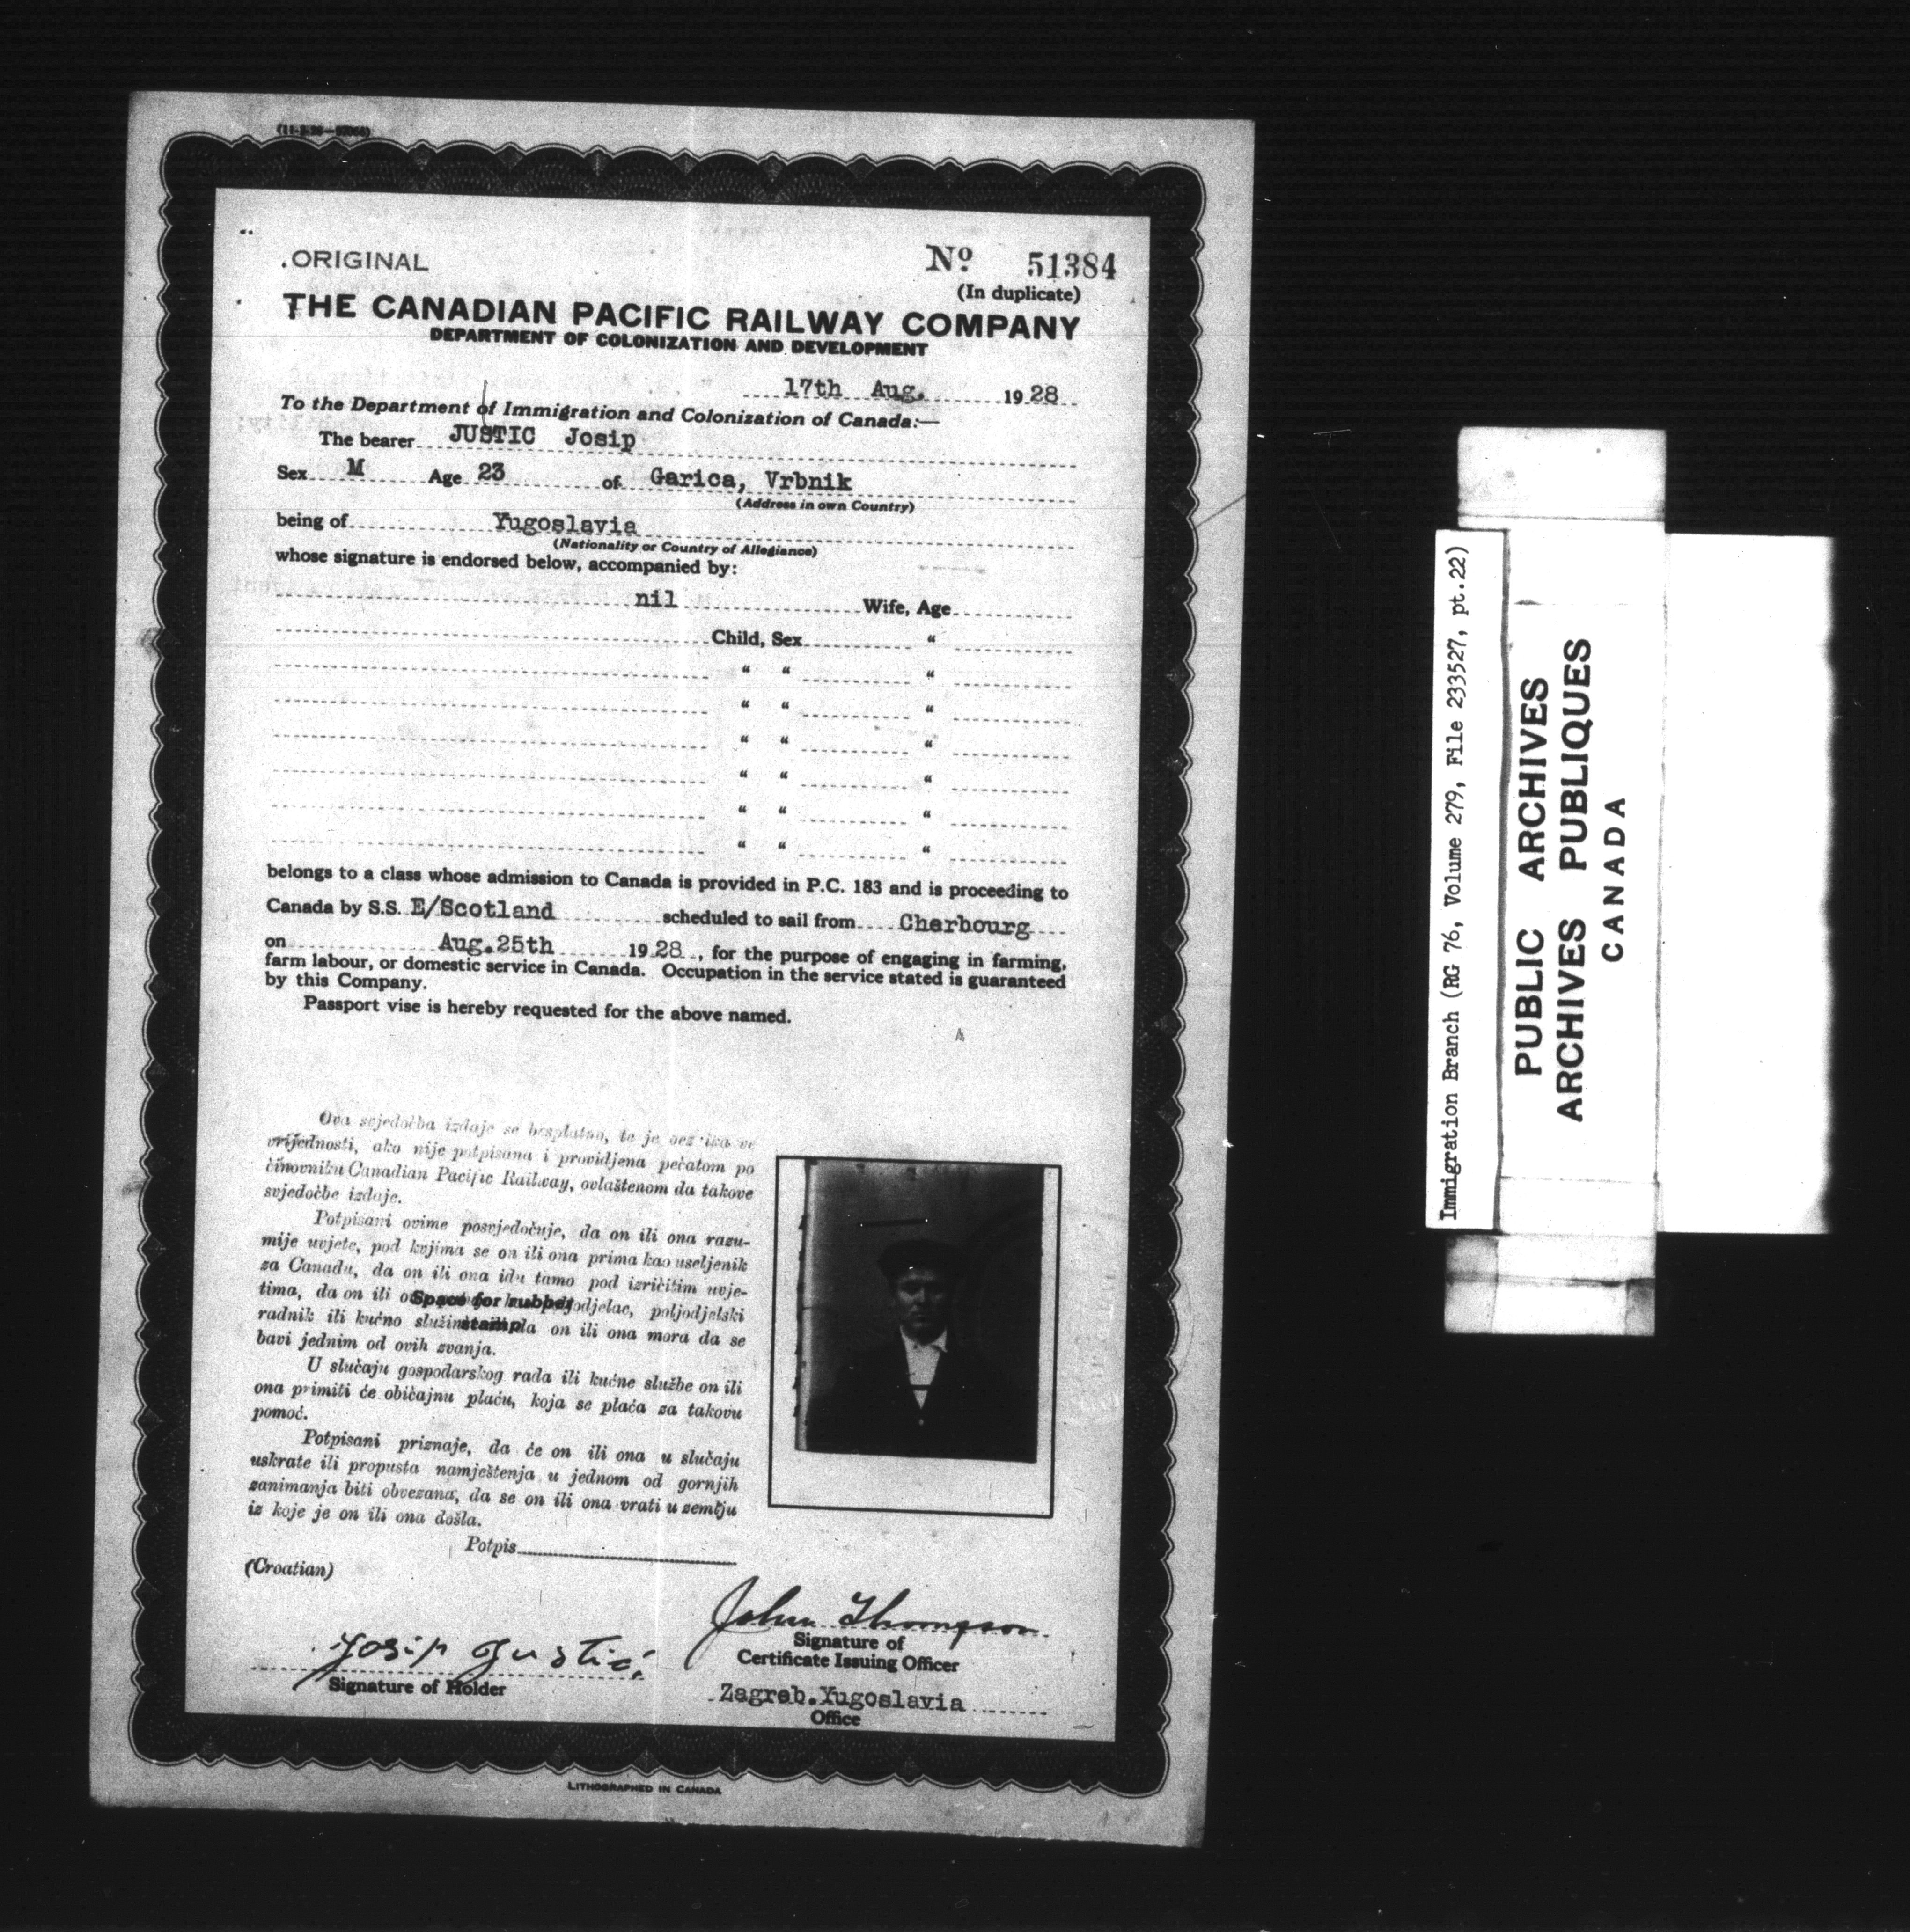 ORIGINAL
Nº 51384
(In duplicate)
THE CANADIAN PACIFIC RAILWAY COMPANY
DEPARTMENT OF COLONIZATION AND DEVELOPMENT
17th Aug. 1928
To the Department of Immigration and Colonization of Canada:—
The bearer JUSTIC Josip
Sex M Age 23 of Garica, Vrbnik
(Address in own Country)
being of Yugoslavia
(Nationality or Country of Allegiance)
whose signature is endorsed below, accompanied by:
nil Wife, Age
Child, Sex "
" " "
" " "
" " "
" " "
" " "
" " "
belongs to a class whose admission to Canada is provided in P.C. 183 and is proceeding to
Canada by S.S. E/Scotland scheduled to sail from Cherbourg
on Aug.25th 1928, for the purpose of engaging in farming,
farm labour, or domestic service in Canada. Occupation in the service stated is guaranteed
by this Company.
Passport vise is hereby requested for the above named.
Ova svjedočba izdaje se besplatno, te je
vrijednosti, ako nije potpisana i providjena pečatom po
činovniku Canadian Pacific Railway, ovlaštenom da takove
svjedočbe izdaje.
Potpisani ovime posvjedočuje, da on ili ona razu-
mije uvjete, pod kojima se on ili ona prima kao useljenik
za Canadu, da on ili ona idu tamo pod izričitim uvje-
tima, da on ili
Space for rubber
radnik ili kućno
stamp
da on ili ona mora da se
poljodjelski
bavi jednim od ovih zvanja.
U slučaju gospodarskog rada ili kućne službe on ili
ona primiti će običajnu plaću, koja se plaća za takovu
pomoć.
Potpisani priznaje, da će on ili ona u slučaju
uskrate ili propusta namještenja u jednom od gornjih
zanimanja biti obvezana, da se on ili ona vrati u zemlju
iz koje je on ili ona došla.
Potpis
(Croatian)
Josip Justić
Signature of Holder
John Thompson
Signature of
Certificate Issuing Officer
Zagreb.Yugoslavia
Office
LITHOGRAPHED IN CANADA
Immigration Branch (RG 76, Volume 279, File 233527, pt.22)
PUBLIC ARCHIVES
ARCHIVES PUBLIQUES
CANADA